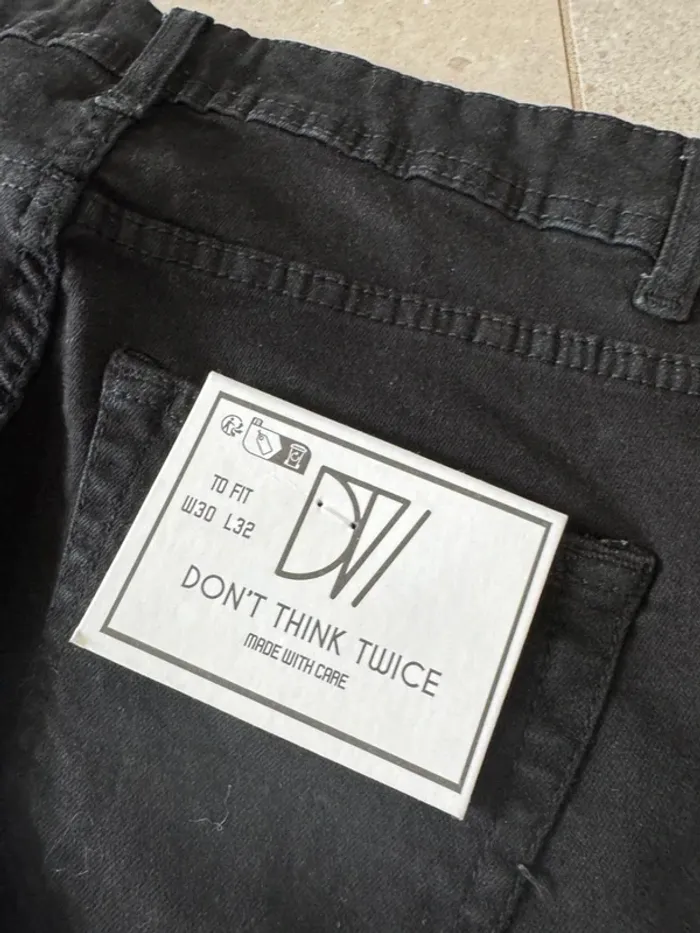 TO FIT
W30 L32
DTT
DON'T THINK TWICE
MADE WITH CARE